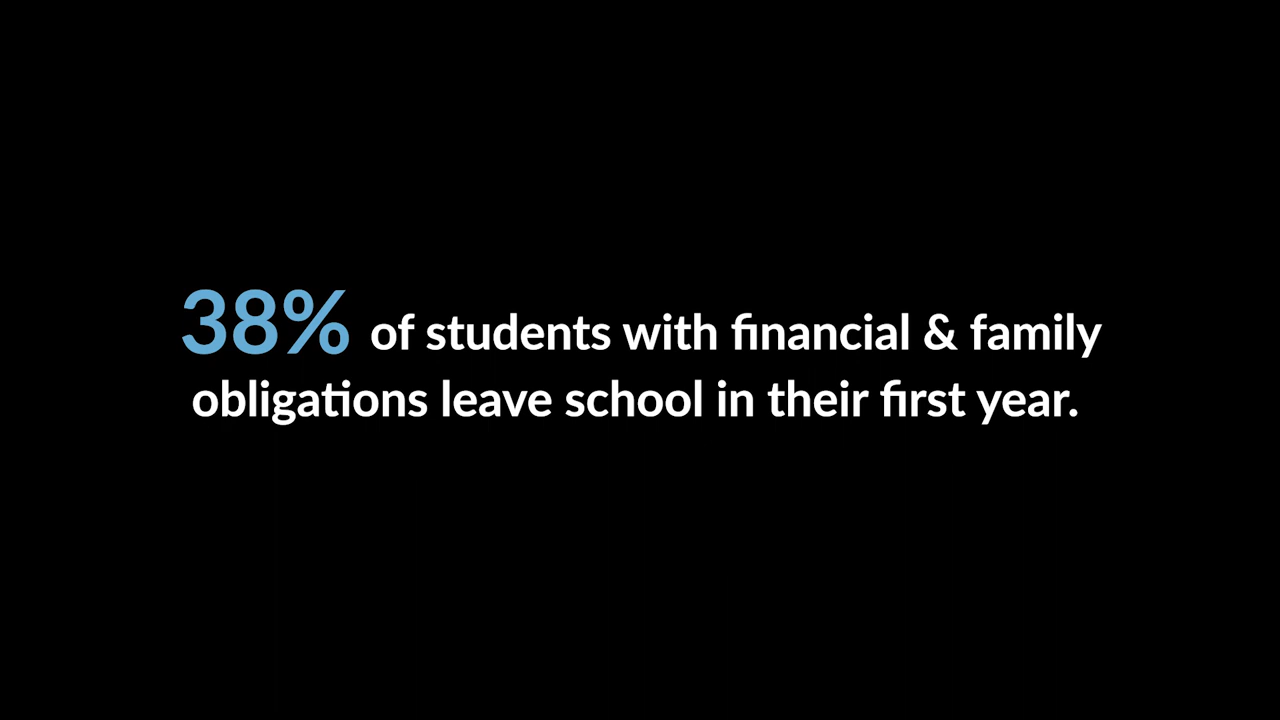 38% of students with financial & family
obligations leave school in their first year.